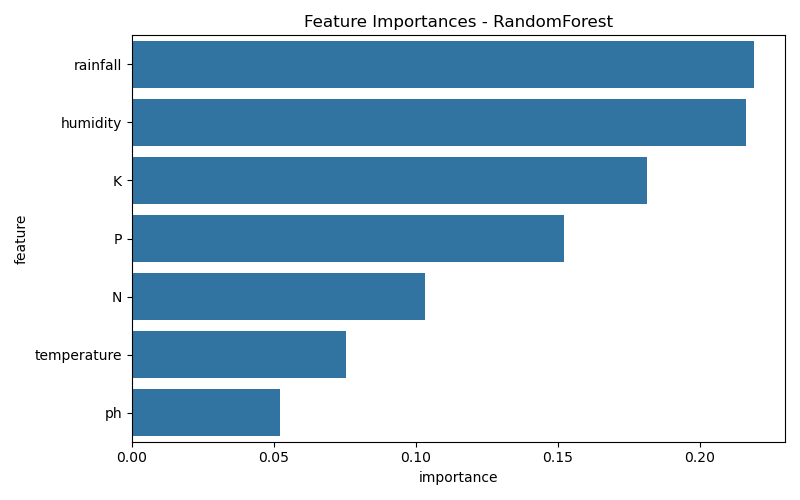 Feature Importances - RandomForest
rainfall
humidity
K
P
N
temperature
ph
feature
0.00 0.05 0.10 0.15 0.20
importance